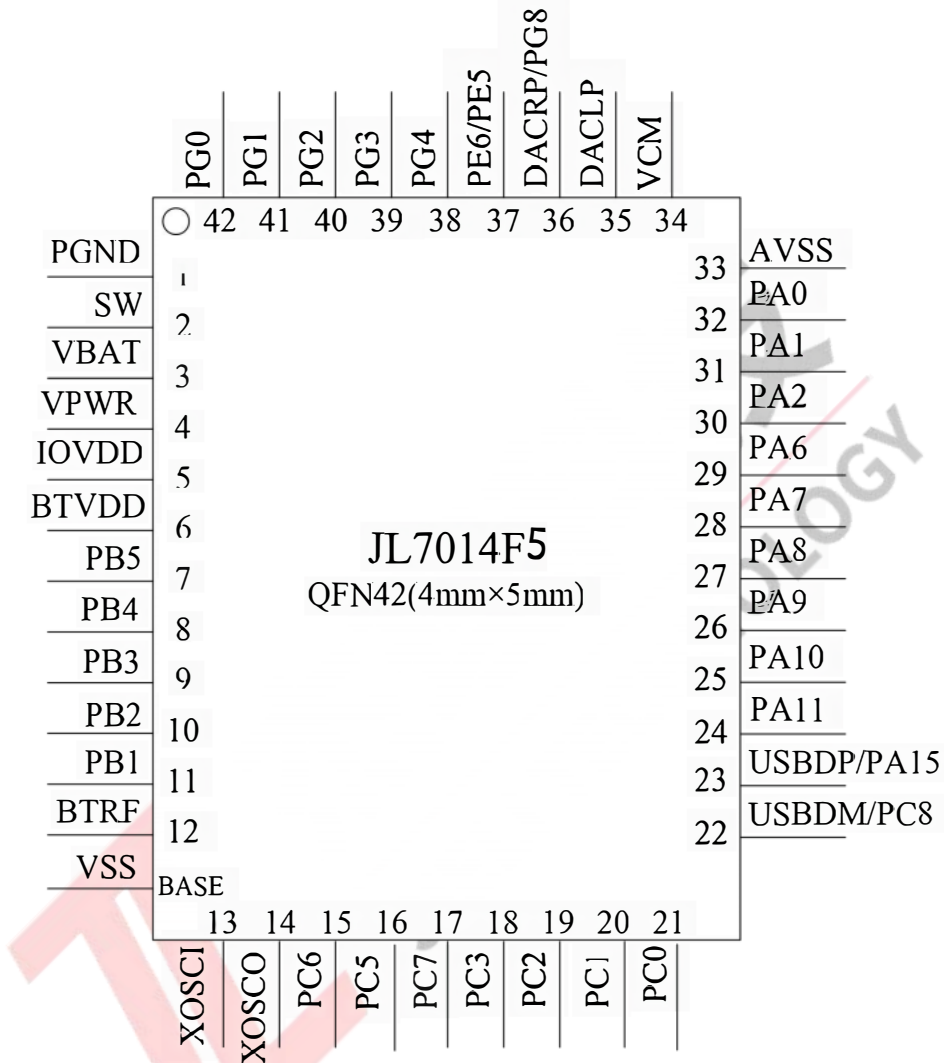 PG0
PG1
PG2
PG3
PG4
PE6/PE5
DACRP/PG8
DACLP
VCM
42 41 40 39 38 37 36 35 34
PGND 1
SW 2
VBAT 3
VPWR 4
IOVDD 5
BTVDD 6
PB5 7
PB4 8
PB3 9
PB2 10
PB1 11
BTRF 12
VSS BASE
JL7014F5
QFN42(4mm×5mm)
33 AVSS
32 PA0
31 PA1
30 PA2
29 PA6
28 PA7
27 PA8
26 PA9
25 PA10
24 PA11
23 USBDP/PA15
22 USBDM/PC8
13 14 15 16 17 18 19 20 21
XOSCI
XOSCO
PC6
PC5
PC7
PC3
PC2
PC1
PC0